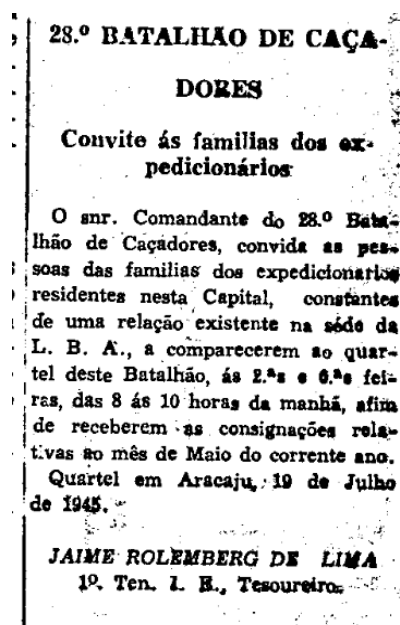 28.º BATALHÃO DE CAÇA-
DORES
Convite ás familias dos ex-
pedicionários
O snr. Comandante do 28.º Bata-
lhão de Caçadores, convida as pes-
soas das familias dos expedicionarios
residentes nesta Capital, constantes
de uma relação existente na séde da
L. B. A., a comparecerem ao quar-
tel deste Batalhão, ás 2.ªs e 6.ªs fei-
ras, das 8 ás 10 horas da manhã, afim
de receberem as consignações rela-
tivas ao mês de Maio do corrente ano.
Quartel em Aracaju, 19 de Julho
de 1945.
JAIME ROLEMBERG DE LIMA
1º. Ten. I. E., Tesoureiro.